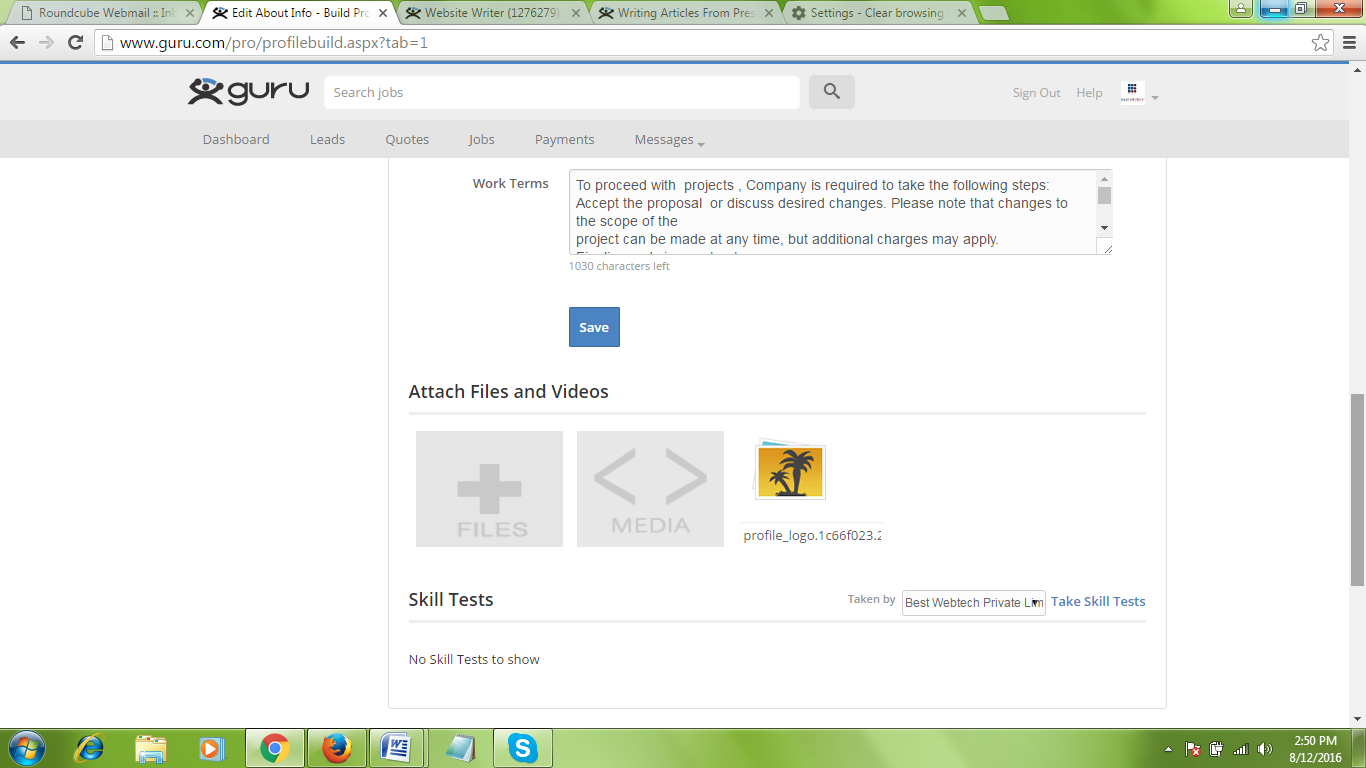 Roundcube Webmail :: Inb
Edit About Info - Build Pro
Website Writer (1276279)
Writing Articles From Pres
Settings - Clear browsing
www.guru.com/pro/profilebuild.aspx?tab=1
guru
Search jobs
Sign Out
Help
Dashboard
Leads
Quotes
Jobs
Payments
Messages
Work Terms
To proceed with  projects , Company is required to take the following steps:
Accept the proposal  or discuss desired changes. Please note that changes to
the scope of the
project can be made at any time, but additional charges may apply.
1030 characters left
Save
Attach Files and Videos
FILES
MEDIA
profile_logo.1c66f023.2
Skill Tests
Taken by
Best Webtech Private Lim
Take Skill Tests
No Skill Tests to show
2:50 PM
8/12/2016